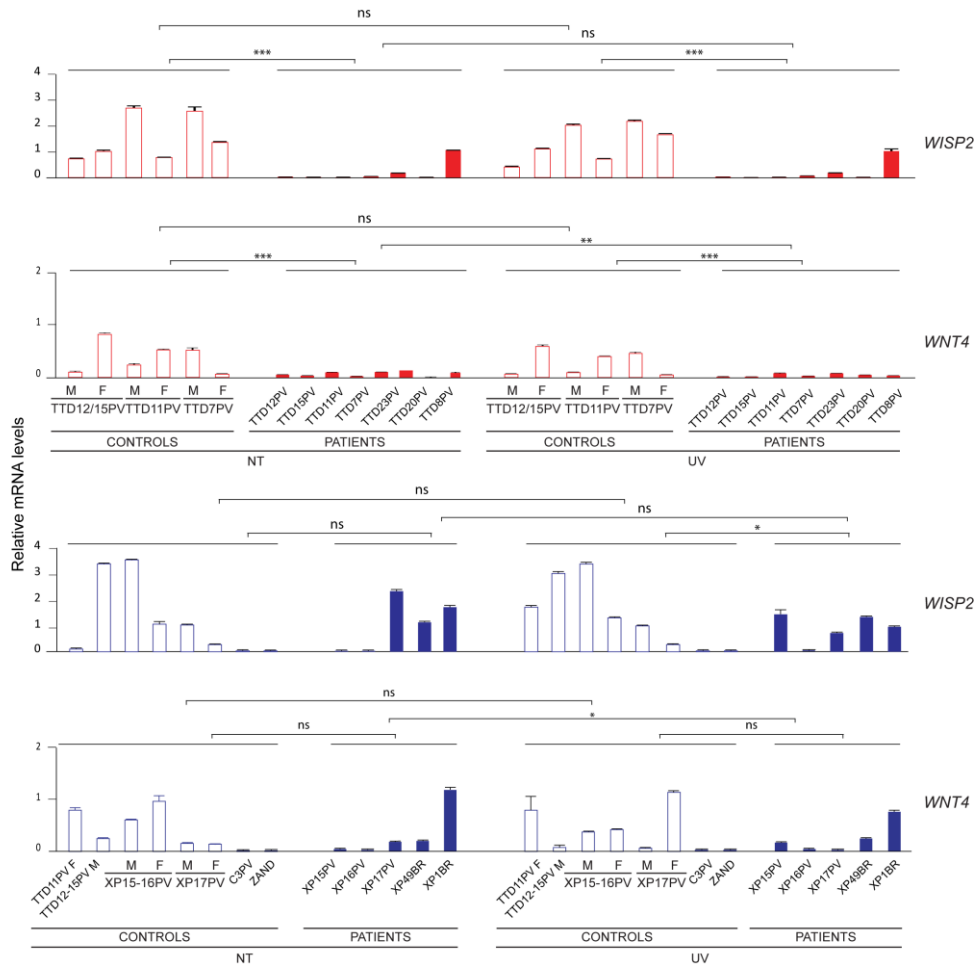 ns
ns
*** ***
4
3
2
1
0
WISP2
ns
**
*** ***
2
1
0
WNT4
M F M F M F M F M F M F
TTD12/15PV TTD11PV TTD7PV TTD12PV TTD15PV TTD11PV TTD7PV TTD23PV TTD20PV TTD8PV TTD12/15PV TTD11PV TTD7PV TTD12PV TTD15PV TTD11PV TTD7PV TTD23PV TTD20PV TTD8PV
CONTROLS PATIENTS CONTROLS PATIENTS
NT UV
Relative mRNA levels
ns
ns
ns *
4
3
2
1
0
WISP2
ns
*
ns ns
2
1
0
WNT4
TTD11PV F TTD12-15PV M M F M F C3PV ZAND XP15PV XP16PV XP17PV XP49BR XP1BR TTD11PV F TTD12-15PV M M F M F C3PV ZAND XP15PV XP16PV XP17PV XP49BR XP1BR
XP15-16PV XP17PV XP15-16PV XP17PV
CONTROLS PATIENTS CONTROLS PATIENTS
NT UV